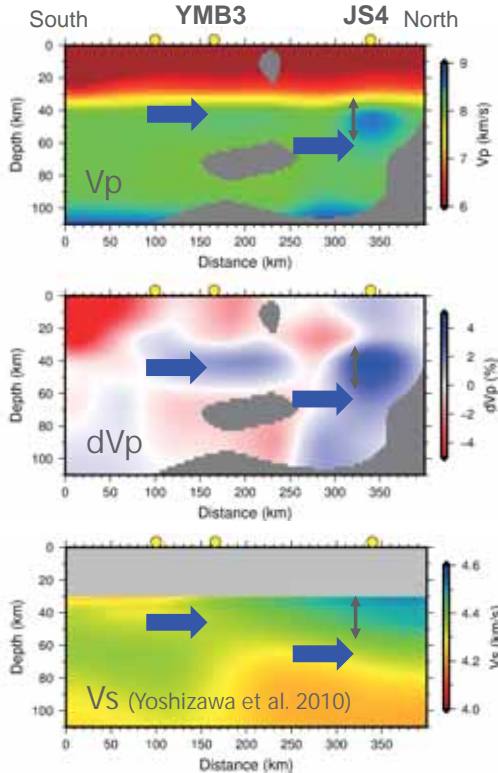 South YMB3 JS4 North
0
20
40
60
80
100
Depth (km)
Vp
0 50 100 150 200 250 300 350
Distance (km)
9
8
7
6
Vp (km/s)
0
20
40
60
80
100
Depth (km)
dVp
0 50 100 150 200 250 300 350
Distance (km)
4
2
0
-2
-4
dVp (%)
0
20
40
60
80
100
Depth (km)
Vs (Yoshizawa et al. 2010)
0 50 100 150 200 250 300 350
Distance (km)
4.6
4.4
4.2
4.0
Vs (km/s)